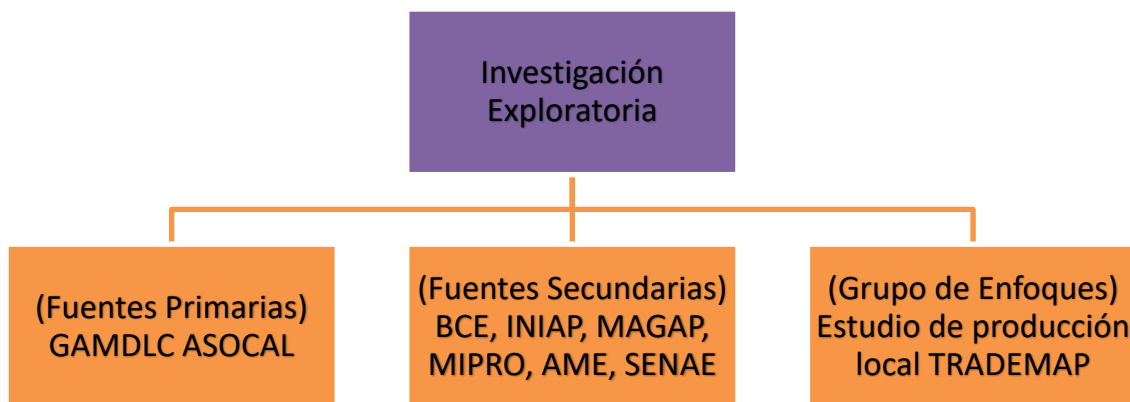 Investigación
Exploratoria
(Fuentes Primarias)
GAMDLC ASOCAL
(Fuentes Secundarias)
BCE, INIAP, MAGAP,
MIPRO, AME, SENAE
(Grupo de Enfoques)
Estudio de producción
local TRADEMAP